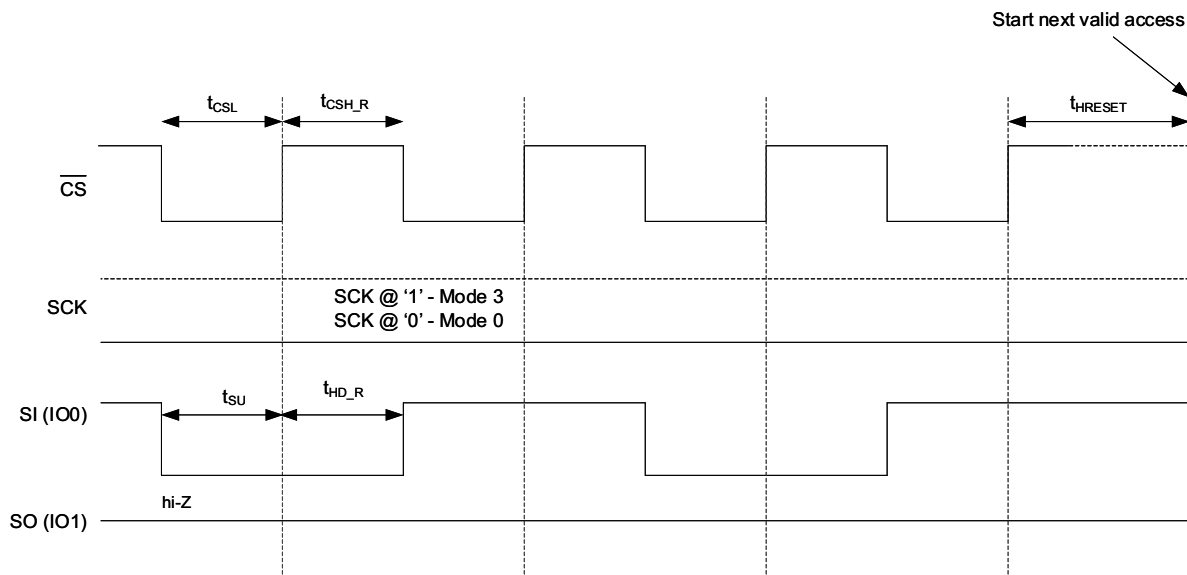 Start next valid access
tCSL
tCSH_R
tHRESET
CS
SCK @ ‘1’ - Mode 3
SCK
SCK @ ‘0’ - Mode 0
tSU
tHD_R
SI (IO0)
hi-Z
SO (IO1)